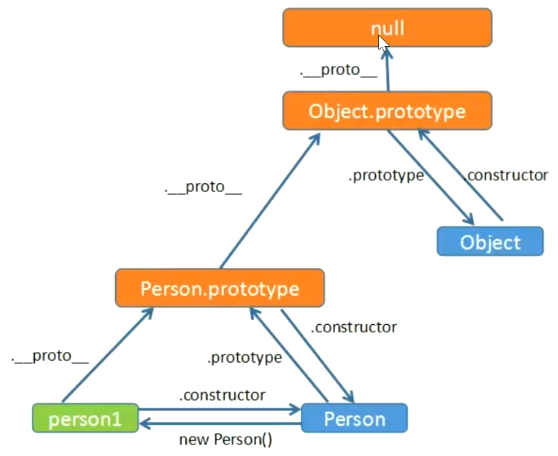 null
.__proto__
Object.prototype
.prototype
.constructor
.__proto__
Object
Person.prototype
.constructor
.__proto__
.prototype
.constructor
person1
Person
new Person()